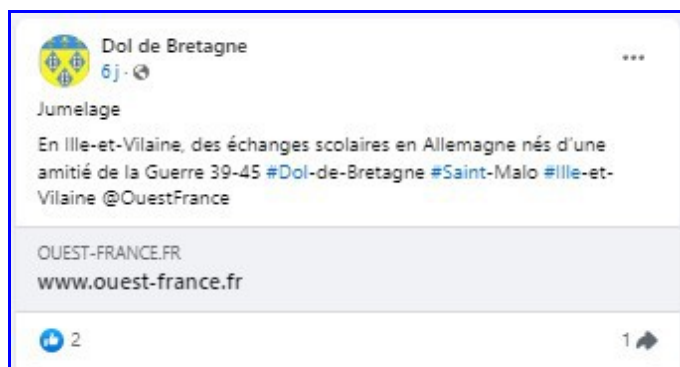 Dol de Bretagne
6 j ·
Jumelage
En Ille-et-Vilaine, des échanges scolaires en Allemagne nés d'une
amitié de la Guerre 39-45 #Dol-de-Bretagne #Saint-Malo #Ille-et-
Vilaine @OuestFrance
OUEST-FRANCE.FR
www.ouest-france.fr
2
1